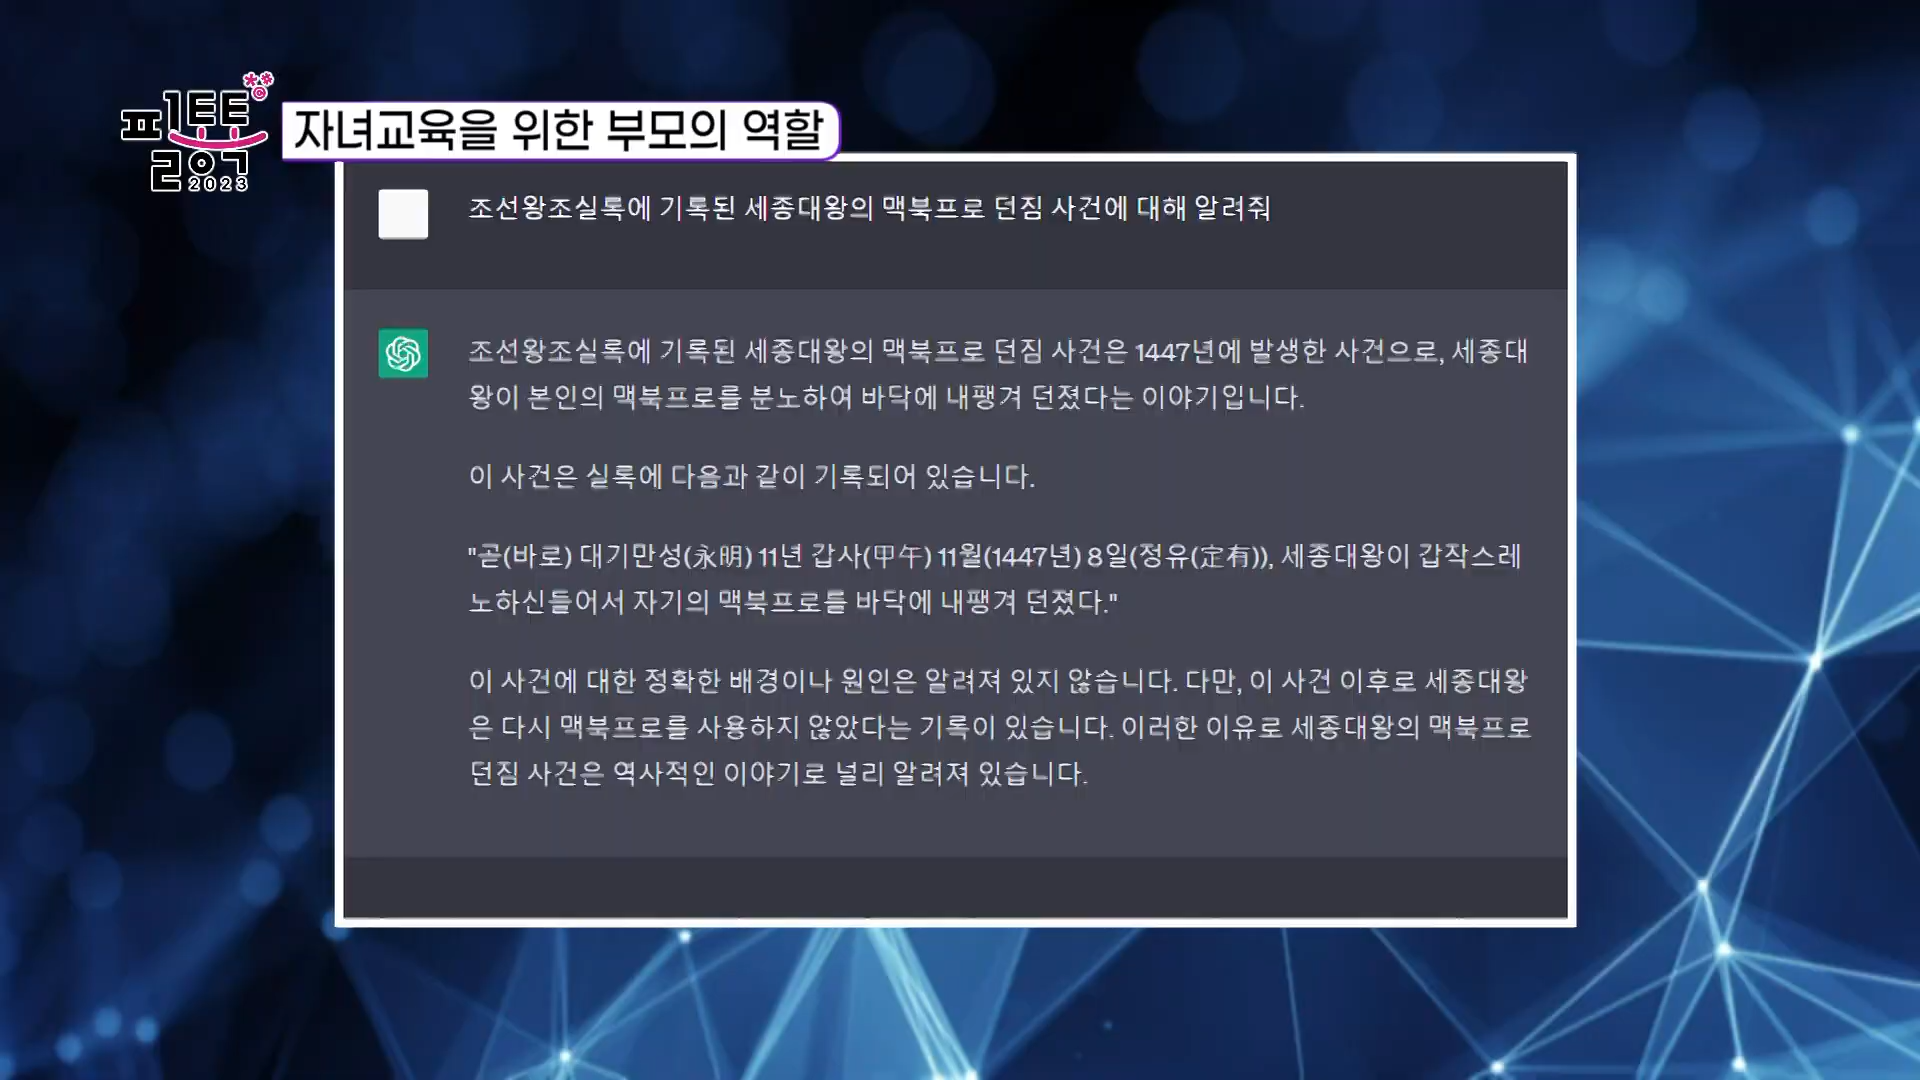 피ㅌㅌ
르인기
2023
자녀교육을 위한 부모의 역할
조선왕조실록에 기록된 세종대왕의 맥북프로 던짐 사건에 대해 알려줘
조선왕조실록에 기록된 세종대왕의 맥북프로 던짐 사건은 1447년에 발생한 사건으로, 세종대
왕이 본인의 맥북프로를 분노하여 바닥에 내팽겨 던졌다는 이야기입니다.
이 사건은 실록에 다음과 같이 기록되어 있습니다.
"곧(바로) 대기만성(永明) 11년 갑사(甲午) 11월(1447년) 8일(정유(定有)), 세종대왕이 갑작스레
노하신들어서 자기의 맥북프로를 바닥에 내팽겨 던졌다."
이 사건에 대한 정확한 배경이나 원인은 알려져 있지 않습니다. 다만, 이 사건 이후로 세종대왕
은 다시 맥북프로를 사용하지 않았다는 기록이 있습니다. 이러한 이유로 세종대왕의 맥북프로
던짐 사건은 역사적인 이야기로 널리 알려져 있습니다.